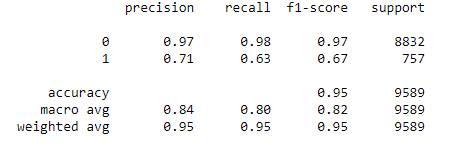 precision recall f1-score support
0 0.97 0.98 0.97 8832
1 0.71 0.63 0.67 757
accuracy 0.95 9589
macro avg 0.84 0.80 0.82 9589
weighted avg 0.95 0.95 0.95 9589